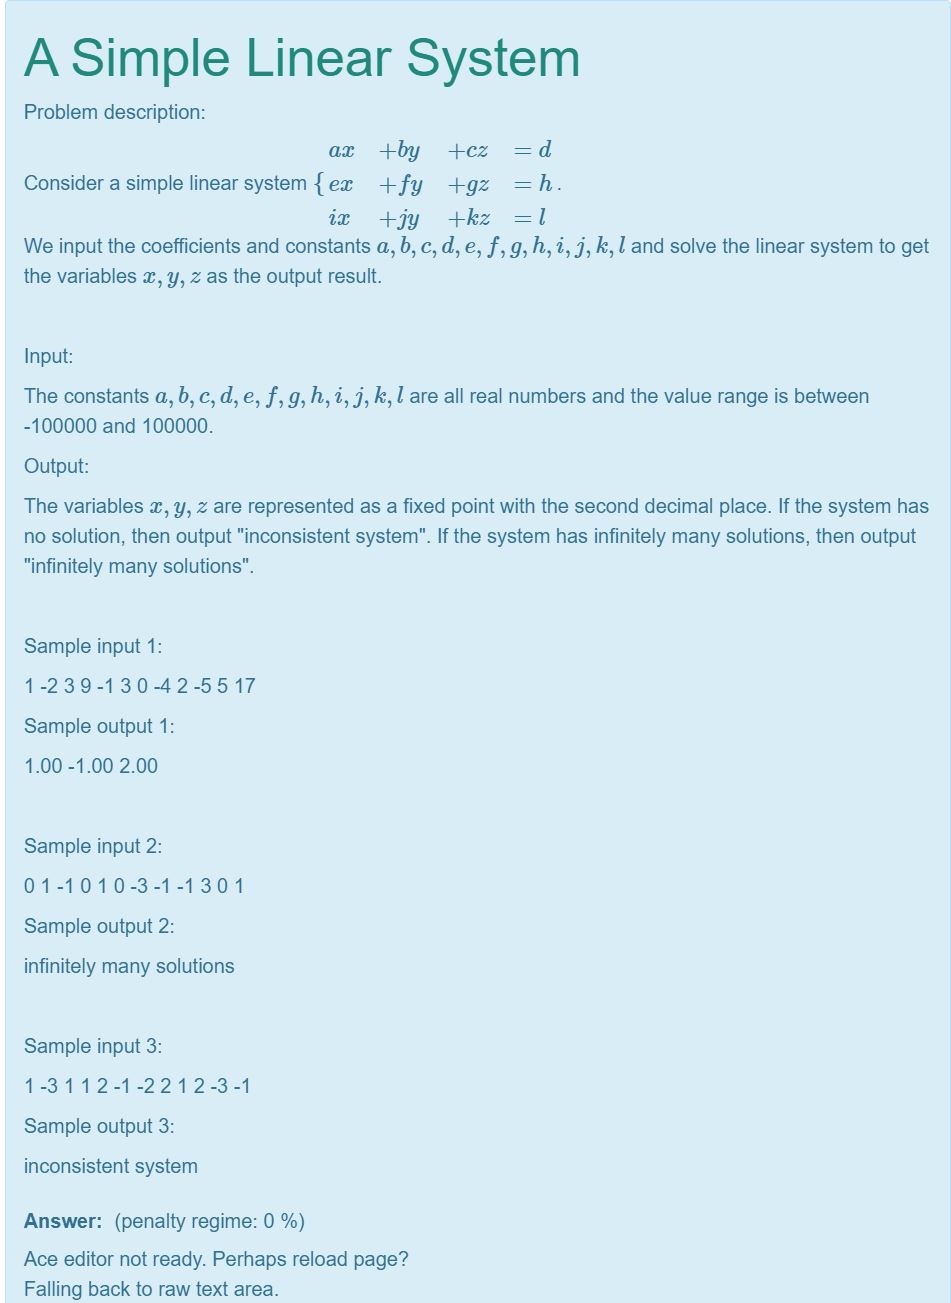 A Simple Linear System
Problem description:
ax +by +cz = d
Consider a simple linear system { ex +fy +gz = h .
ix +jy +kz = l
We input the coefficients and constants a, b, c, d, e, f, g, h, i, j, k, l and solve the linear system to get
the variables x, y, z as the output result.
Input:
The constants a, b, c, d, e, f, g, h, i, j, k, l are all real numbers and the value range is between
-100000 and 100000.
Output:
The variables x, y, z are represented as a fixed point with the second decimal place. If the system has
no solution, then output "inconsistent system". If the system has infinitely many solutions, then output
"infinitely many solutions".
Sample input 1:
1 -2 3 9 -1 3 0 -4 2 -5 5 17
Sample output 1:
1.00 -1.00 2.00
Sample input 2:
0 1 -1 0 1 0 -3 -1 -1 3 0 1
Sample output 2:
infinitely many solutions
Sample input 3:
1 -3 1 1 2 -1 -2 2 1 2 -3 -1
Sample output 3:
inconsistent system
Answer: (penalty regime: 0 %)
Ace editor not ready. Perhaps reload page?
Falling back to raw text area.